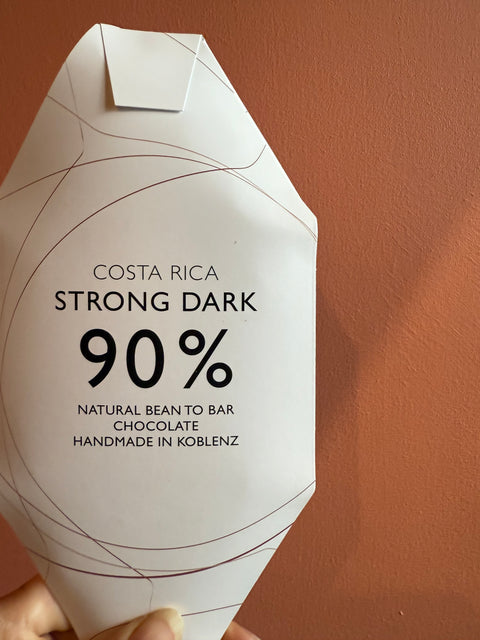 COSTA RICA
STRONG DARK
90%
NATURAL BEAN TO BAR
CHOCOLATE
HANDMADE IN KOBLENZ